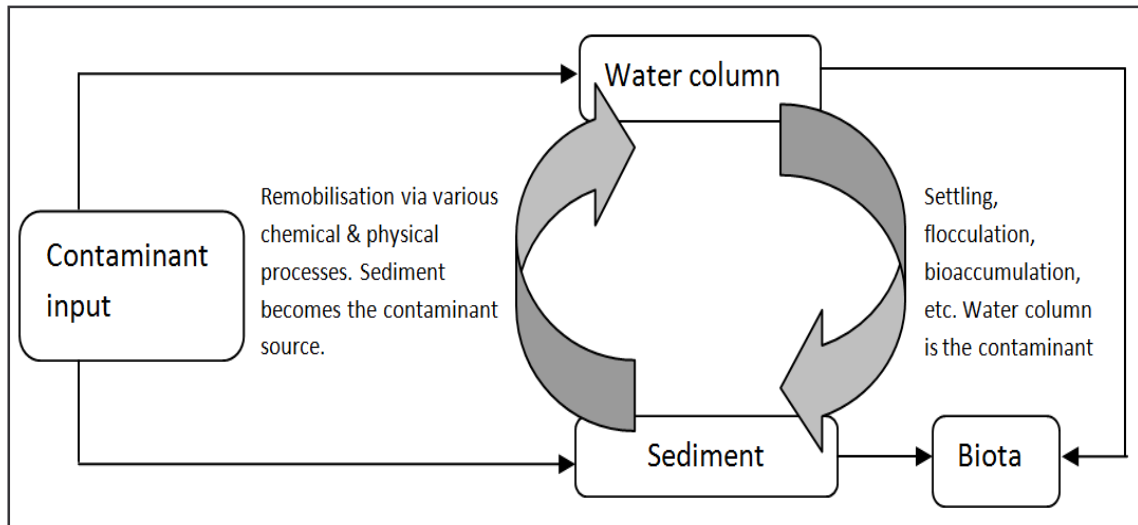 Water column
Remobilisation via various
chemical & physical
processes. Sediment
becomes the contaminant
source.
Settling,
flocculation,
bioaccumulation,
etc. Water column
is the contaminant
Contaminant
input
Sediment
Biota